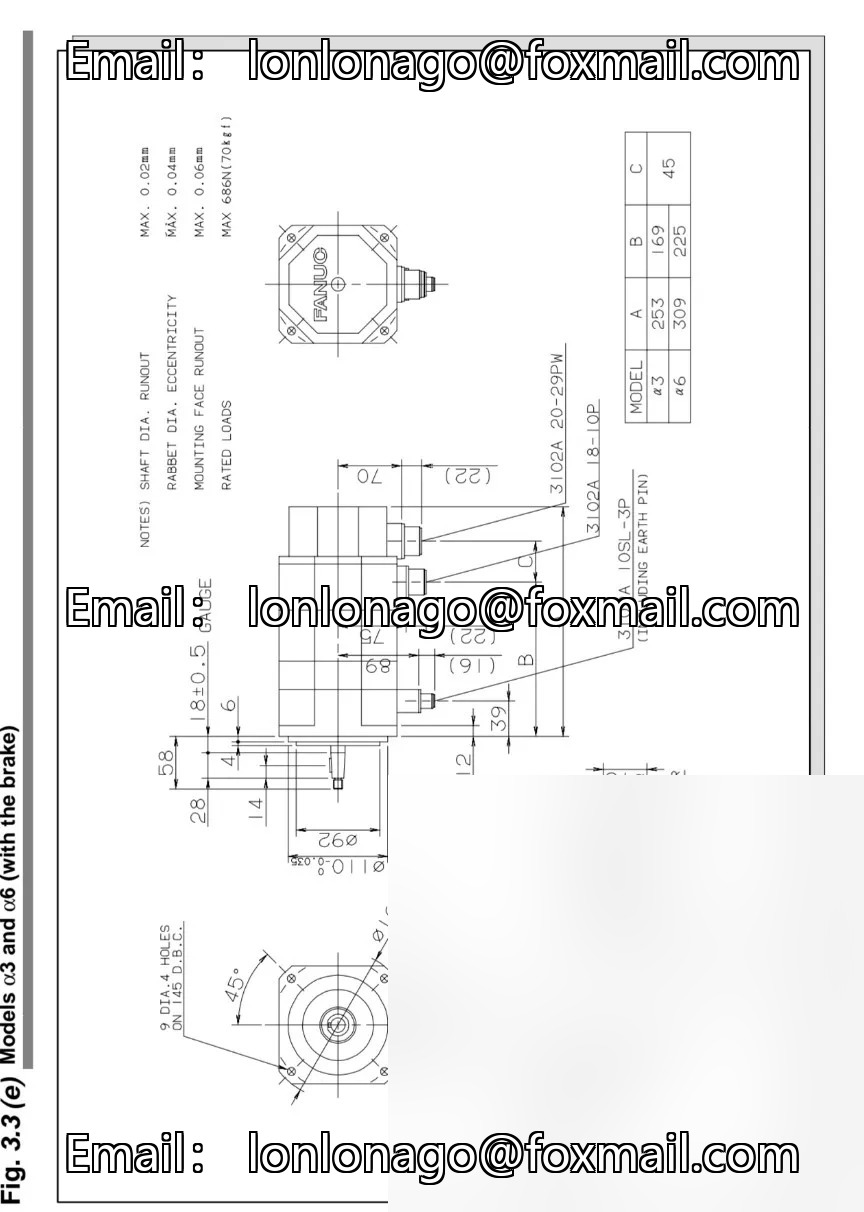 Fig. 3.3 (e) Models α3 and α6 (with the brake)
Email: lonlonago@foxmail.com
NOTES) SHAFT DIA. RUNOUT MAX. 0.02mm
RABBET DIA. ECCENTRICITY MAX. 0.04mm
MOUNTING FACE RUNOUT MAX. 0.06mm
RATED LOADS MAX 686N(70kgf)
FANUC
9 DIA.4 HOLES
ON 145 D.B.C.
45°
58
28
14
4
6
18±0.5 GAUGE
ø92
ø110 0 -0.035
12
39
B
C
70
(22)
75
(22)
89
(16)
3102A 20-29PW
3102A 18-10P
10SL-3P
EARTH PIN)
Email: lonlonago@foxmail.com
MODEL A B C
α3 253 169 45
α6 309 225
Email: lonlonago@foxmail.com